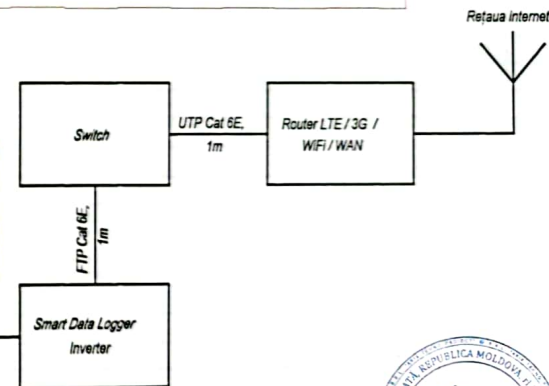 Rețaua internet
Switch
UTP Cat 6E,
1m
Router LTE / 3G /
WiFi / WAN
FTP Cat 6E,
1m
Smart Data Logger
Inverter
REPUBLICA MOLDOVA